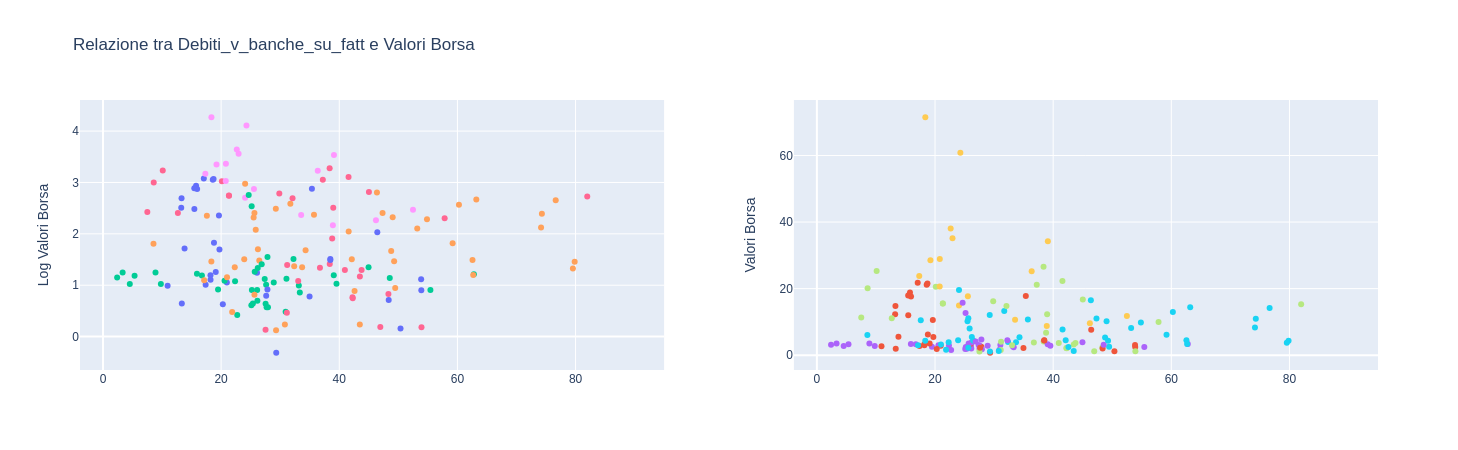 Relazione tra Debiti_v_banche_su_fatt e Valori Borsa
Log Valori Borsa
4
3
2
1
0
0 20 40 60 80
Valori Borsa
60
40
20
0
0 20 40 60 80